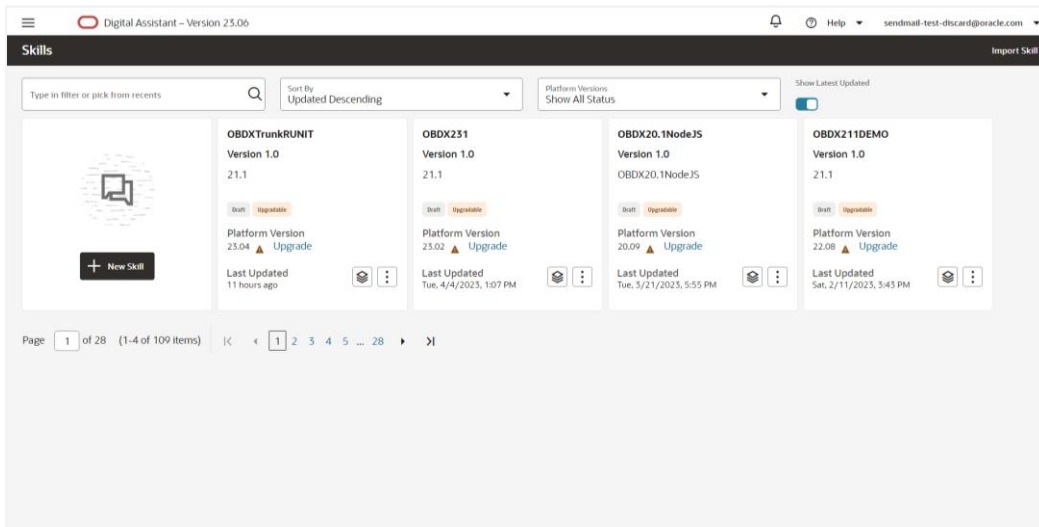 Digital Assistant – Version 23.06
Help
sendmail-test-discard@oracle.com
Skills
Import Skill
Type in filter or pick from recents
Sort By
Updated Descending
Platform Versions
Show All Status
Show Latest Updated
New Skill
OBDXTrunkRUNIT
Version 1.0
21.1
Draft Upgradable
Platform Version
23.04 Upgrade
Last Updated
11 hours ago
OBDX231
Version 1.0
21.1
Draft Upgradable
Platform Version
23.02 Upgrade
Last Updated
Tue, 4/4/2023, 1:07 PM
OBDX20.1NodeJS
Version 1.0
OBDX20.1NodeJS
Draft Upgradable
Platform Version
20.09 Upgrade
Last Updated
Tue, 3/21/2023, 5:55 PM
OBDX211DEMO
Version 1.0
21.1
Draft Upgradable
Platform Version
22.08 Upgrade
Last Updated
Sat, 2/11/2023, 3:43 PM
Page 1 of 28 (1-4 of 109 items) 1 2 3 4 5 ... 28